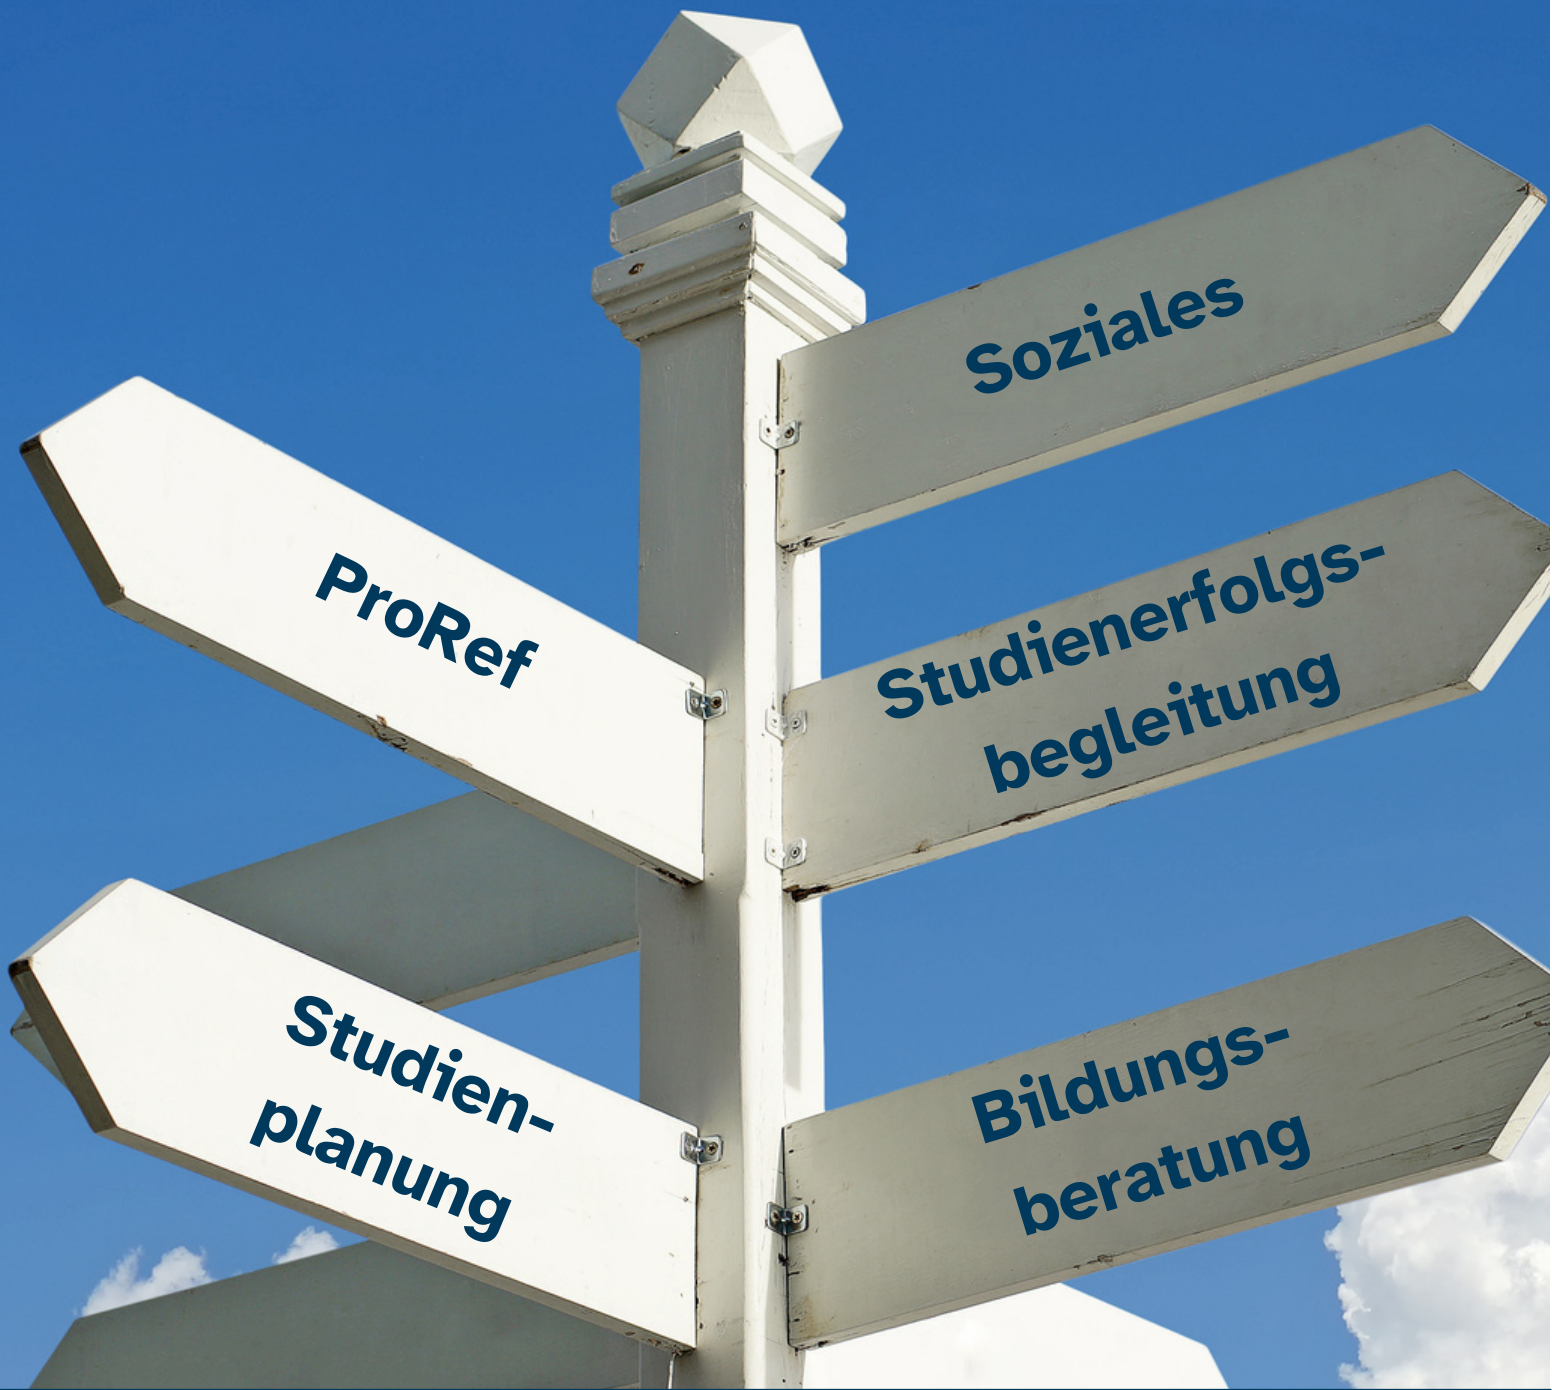 Soziales
ProRef
Studienerfolgs-
begleitung
Studien-
planung
Bildungs-
beratung